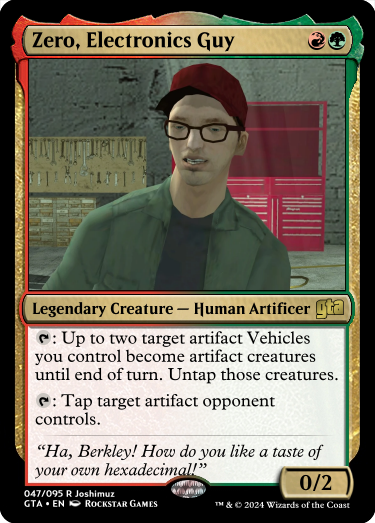 Zero, Electronics Guy
Legendary Creature — Human Artificer gta
: Up to two target artifact Vehicles
you control become artifact creatures
until end of turn. Untap those creatures.
: Tap target artifact opponent
controls.
“Ha, Berkley! How do you like a taste of
your own hexadecimal!”
0/2
047/095 R Joshimuz
GTA • EN Rockstar Games
™ & © 2024 Wizards of the Coast